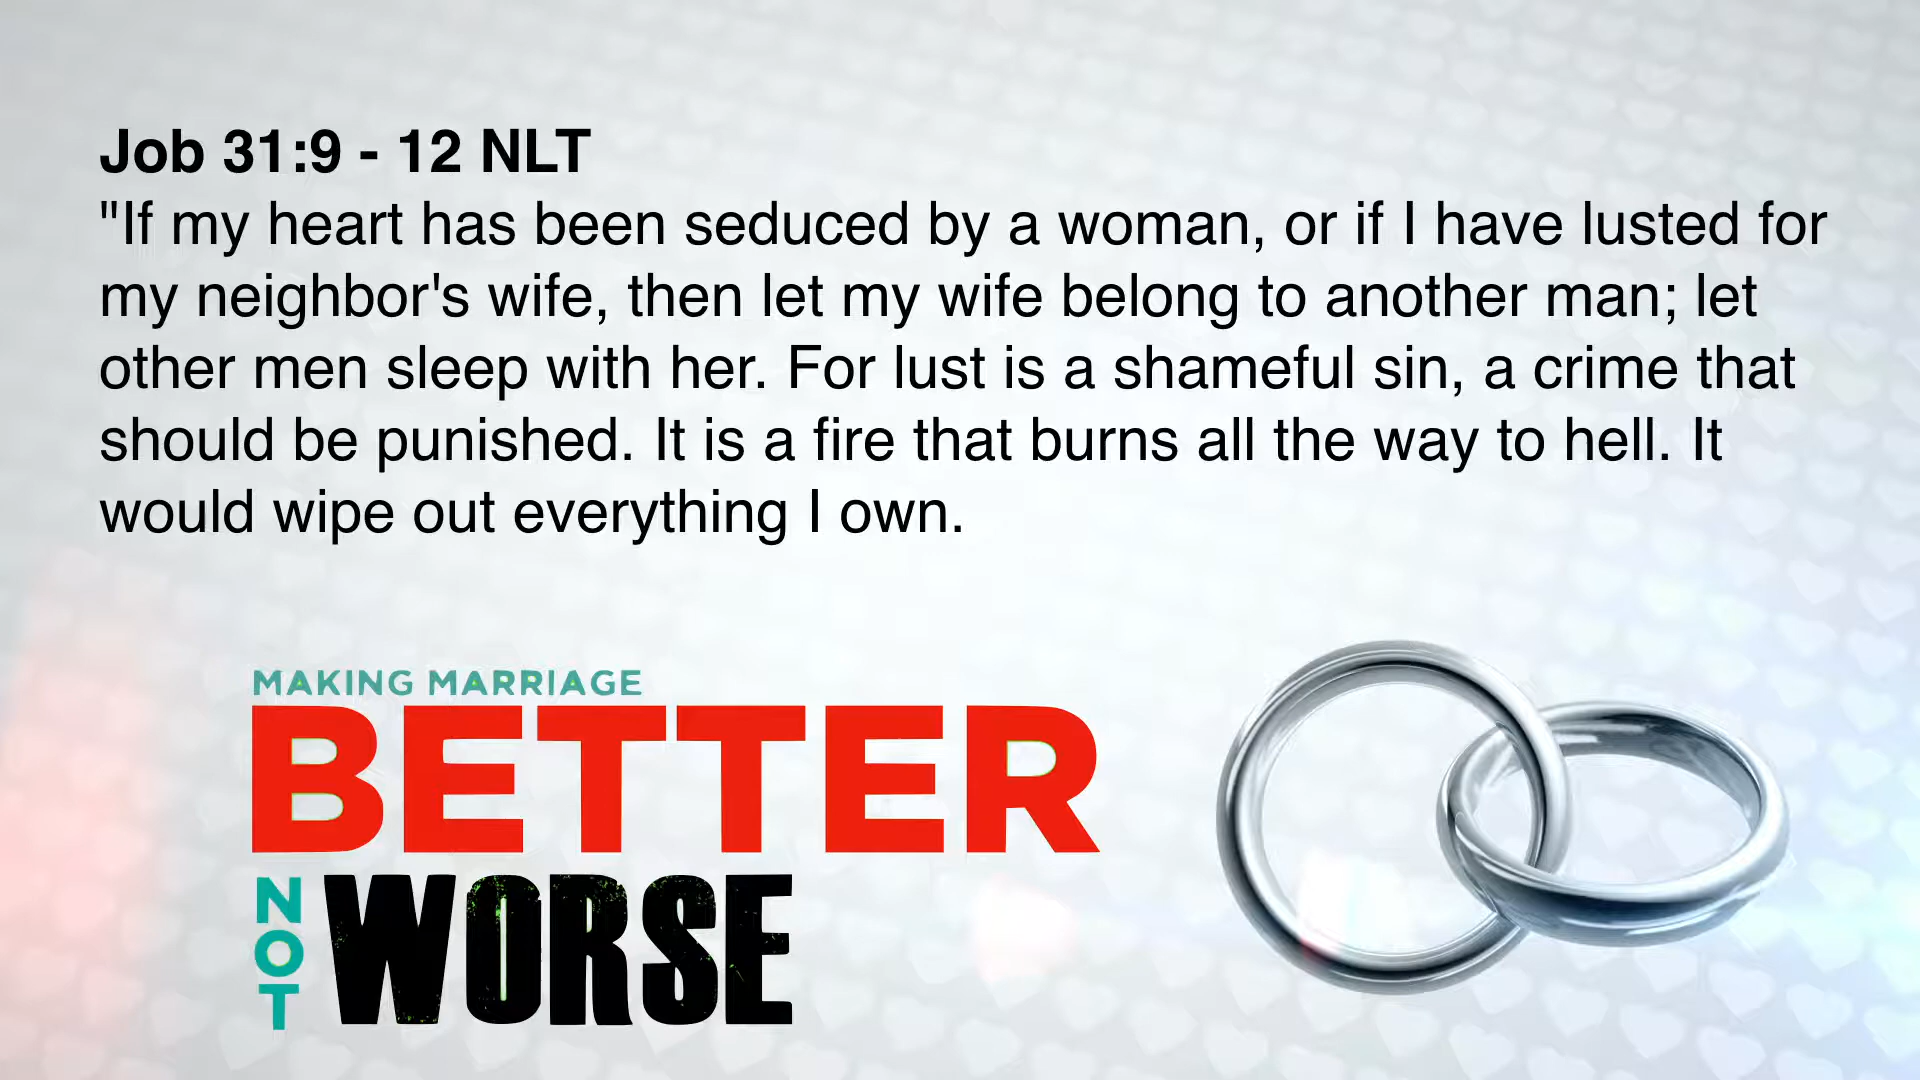 Job 31:9 - 12 NLT
"If my heart has been seduced by a woman, or if I have lusted for
my neighbor's wife, then let my wife belong to another man; let
other men sleep with her. For lust is a shameful sin, a crime that
should be punished. It is a fire that burns all the way to hell. It
would wipe out everything I own.
MAKING MARRIAGE
BETTER
NOT WORSE